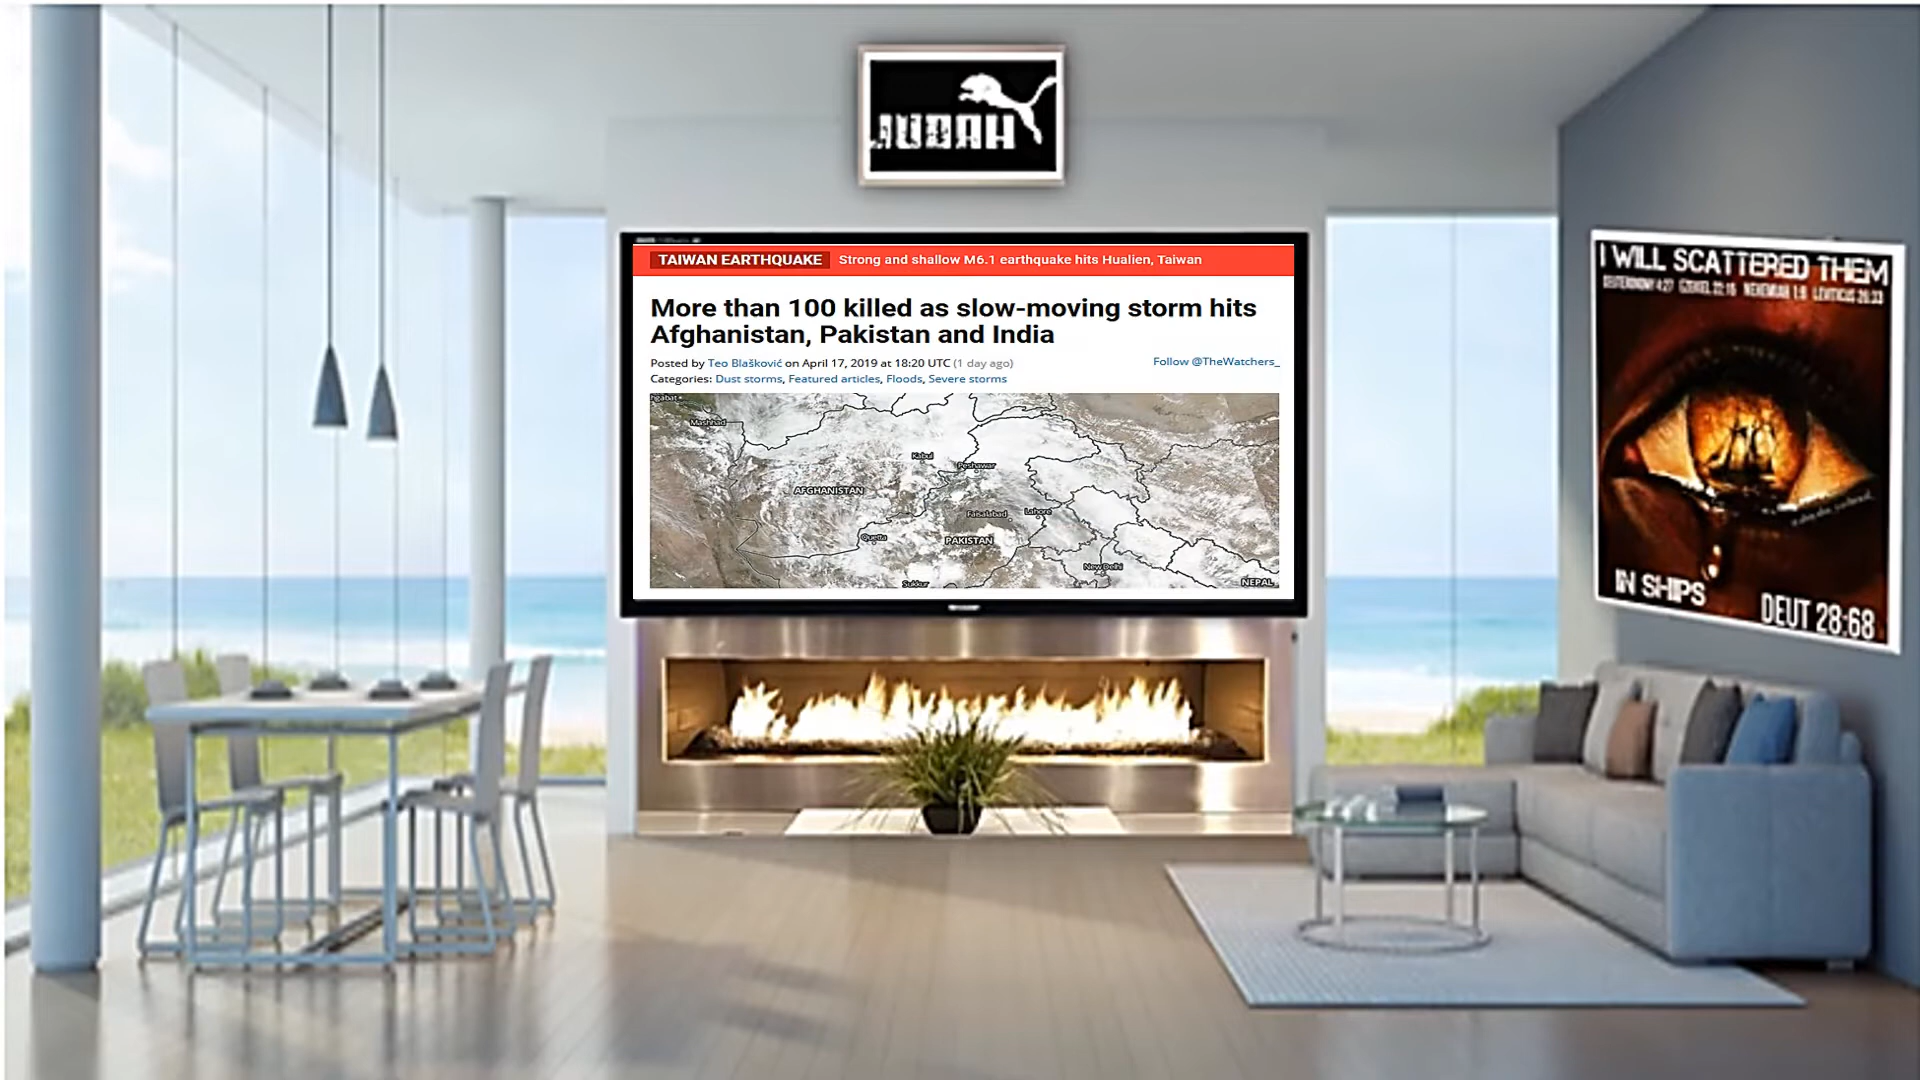 JUDAH
TAIWAN EARTHQUAKE Strong and shallow M6.1 earthquake hits Hualien, Taiwan
More than 100 killed as slow-moving storm hits
Afghanistan, Pakistan and India
Posted by Teo Blašković on April 17, 2019 at 18:20 UTC (1 day ago)
Follow @TheWatchers_
Categories: Dust storms, Featured articles, Floods, Severe storms
hgabat
Mashhad
Kabul
Peshawar
AFGHANISTAN
Faisalabad
Lahore
Quetta
PAKISTAN
New Delhi
Sukkur
NEPAL
SHARP
I WILL SCATTERED THEM
DEUTERONOMY 4:27 EZEKIEL 22:15 NEHEMIAH 1:8 LEVITICUS 26:33
IN SHIPS
DEUT 28:68